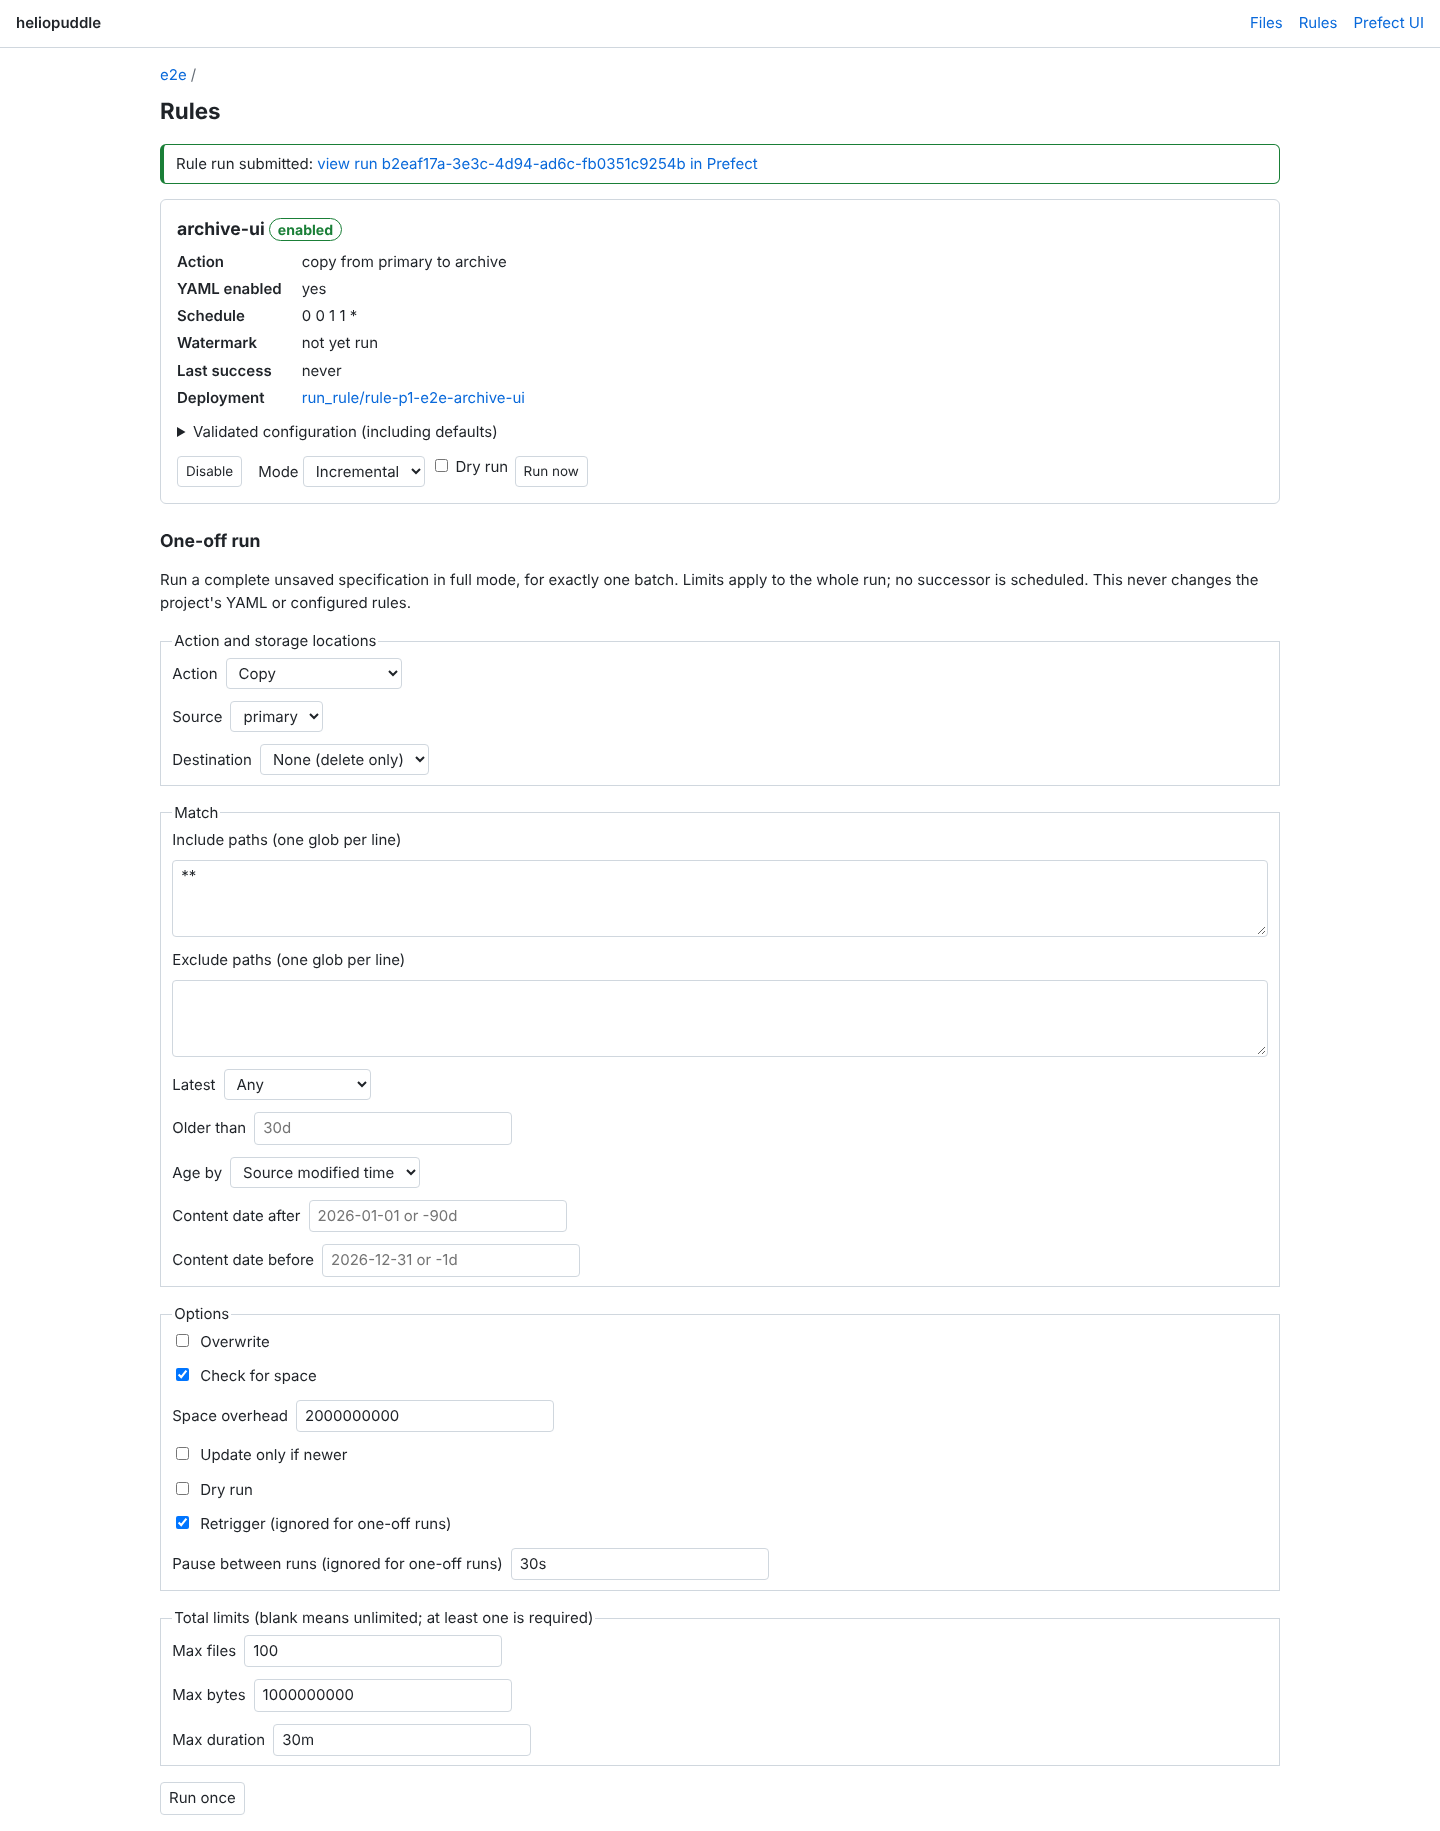 heliopuddle Files Rules Prefect UI
e2e /
Rules
Rule run submitted: view run b2eaf17a-3e3c-4d94-ad6c-fb0351c9254b in Prefect
archive-ui enabled
Action copy from primary to archive
YAML enabled yes
Schedule 0 0 1 1 *
Watermark not yet run
Last success never
Deployment run_rule/rule-p1-e2e-archive-ui
Validated configuration (including defaults)
Disable Mode Incremental Dry run Run now
One-off run
Run a complete unsaved specification in full mode, for exactly one batch. Limits apply to the whole run; no successor is scheduled. This never changes the
project's YAML or configured rules.
Action and storage locations
Action Copy
Source primary
Destination None (delete only)
Match
Include paths (one glob per line)
**
Exclude paths (one glob per line)
Latest Any
Older than 30d
Age by Source modified time
Content date after 2026-01-01 or -90d
Content date before 2026-12-31 or -1d
Options
Overwrite
Check for space
Space overhead 2000000000
Update only if newer
Dry run
Retrigger (ignored for one-off runs)
Pause between runs (ignored for one-off runs) 30s
Total limits (blank means unlimited; at least one is required)
Max files 100
Max bytes 1000000000
Max duration 30m
Run once